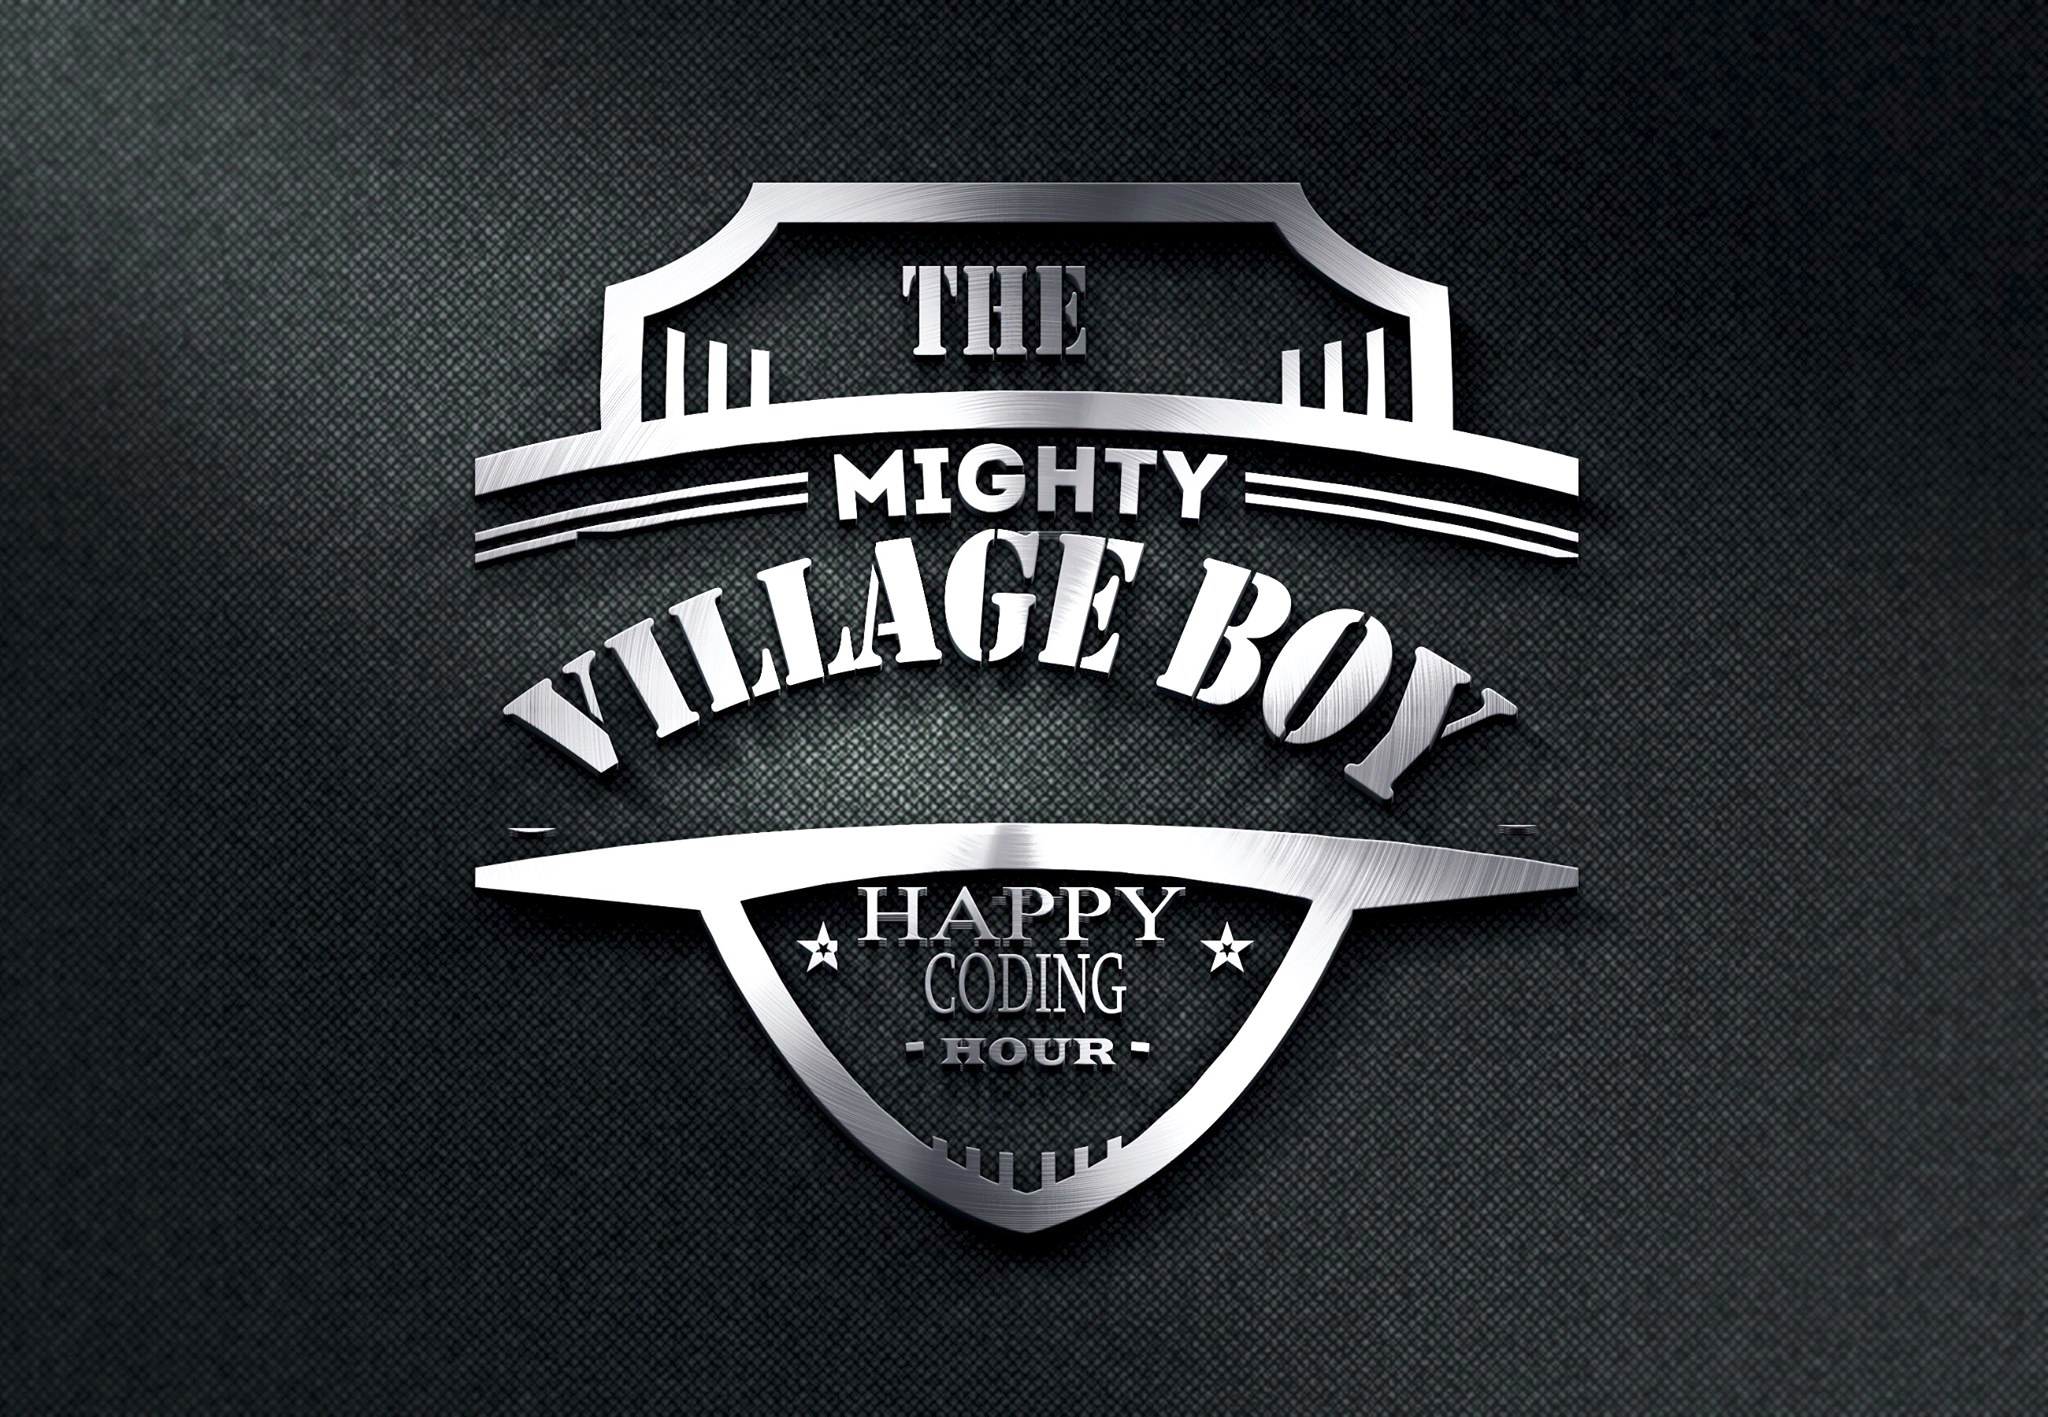 THE
MIGHTY
VILLAGE BOY
HAPPY
CODING
- HOUR -